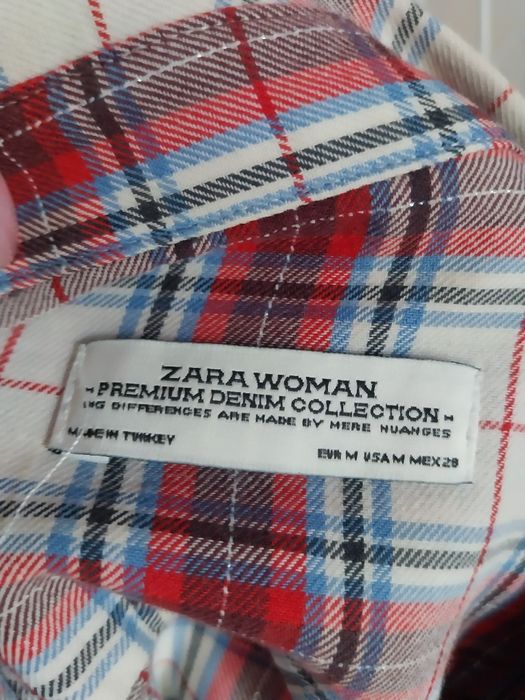 ZARA WOMAN
- PREMIUM DENIM COLLECTION -
DIFFERENCES ARE MADE BY MERE NUANCES
MADE IN TURKEY
EUR M USA M MEX 28